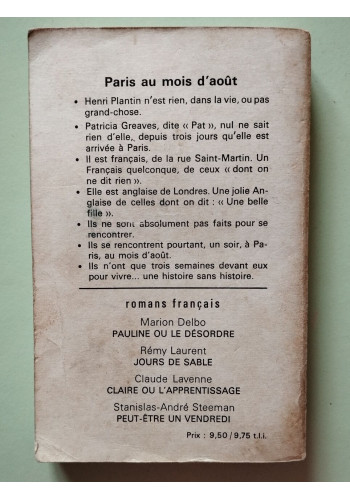 Paris au mois d'août
• Henri Plantin n'est rien, dans la vie, ou pas
grand-chose.
• Patricia Greaves, dite « Pat », nul ne sait
rien d'elle, depuis trois jours qu'elle est
arrivée à Paris.
• Il est français, de la rue Saint-Martin. Un
Français quelconque, de ceux « dont on
ne dit rien ».
• Elle est anglaise de Londres. Une jolie An-
glaise de celles dont on dit : « Une belle
fille ».
• Ils ne sont absolument pas faits pour se
rencontrer.
• Ils se rencontrent pourtant, un soir, à Pa-
ris, au mois d'août.
• Ils n'ont que trois semaines devant eux
pour vivre... une histoire sans histoire.
romans français
Marion Delbo
PAULINE OU LE DÉSORDRE
Rémy Laurent
JOURS DE SABLE
Claude Lavenne
CLAIRE OU L'APPRENTISSAGE
Stanislas-André Steeman
PEUT-ÊTRE UN VENDREDI
Prix : 9,50 / 9,75 t.l.i.